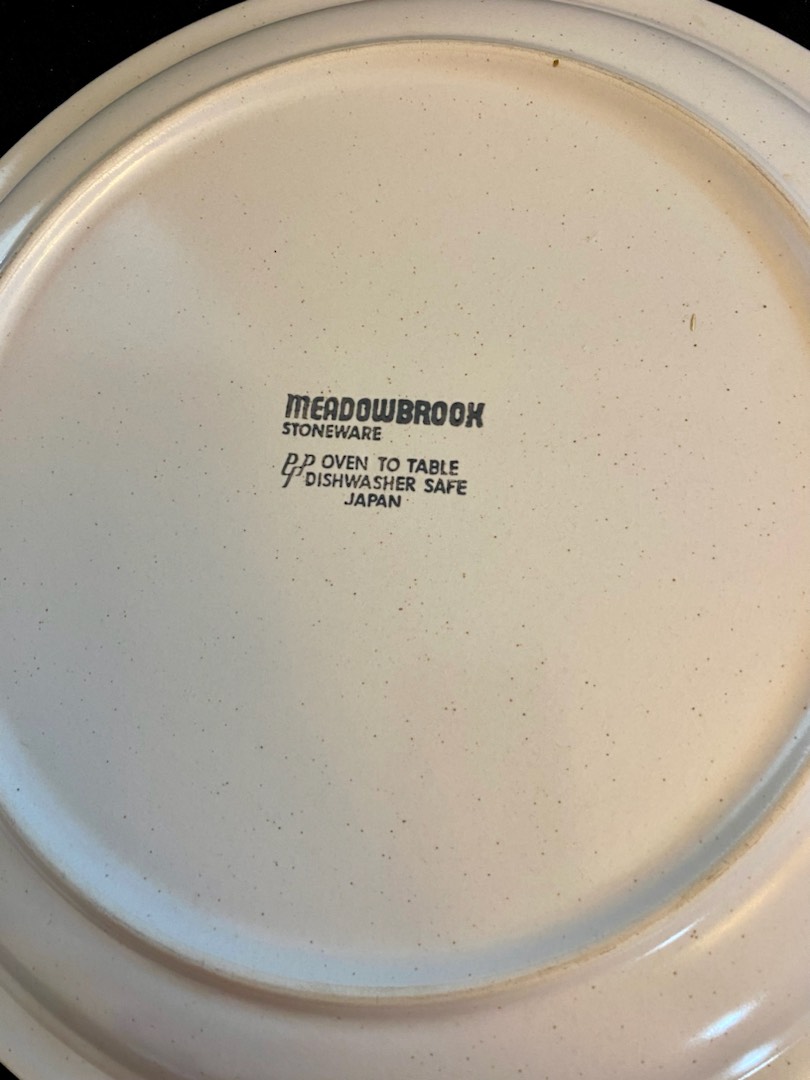 MEADOWBROOK
STONEWARE
OVEN TO TABLE
DISHWASHER SAFE
JAPAN